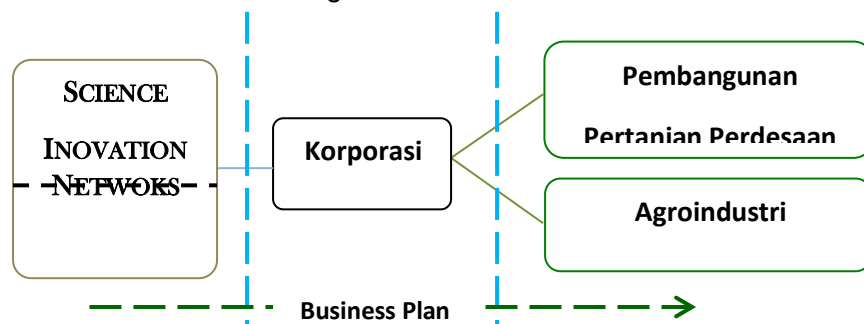 SCIENCE
INOVATION
NETWOKS
Korporasi
Pembangunan
Pertanian Perdesaan
Agroindustri
Business Plan